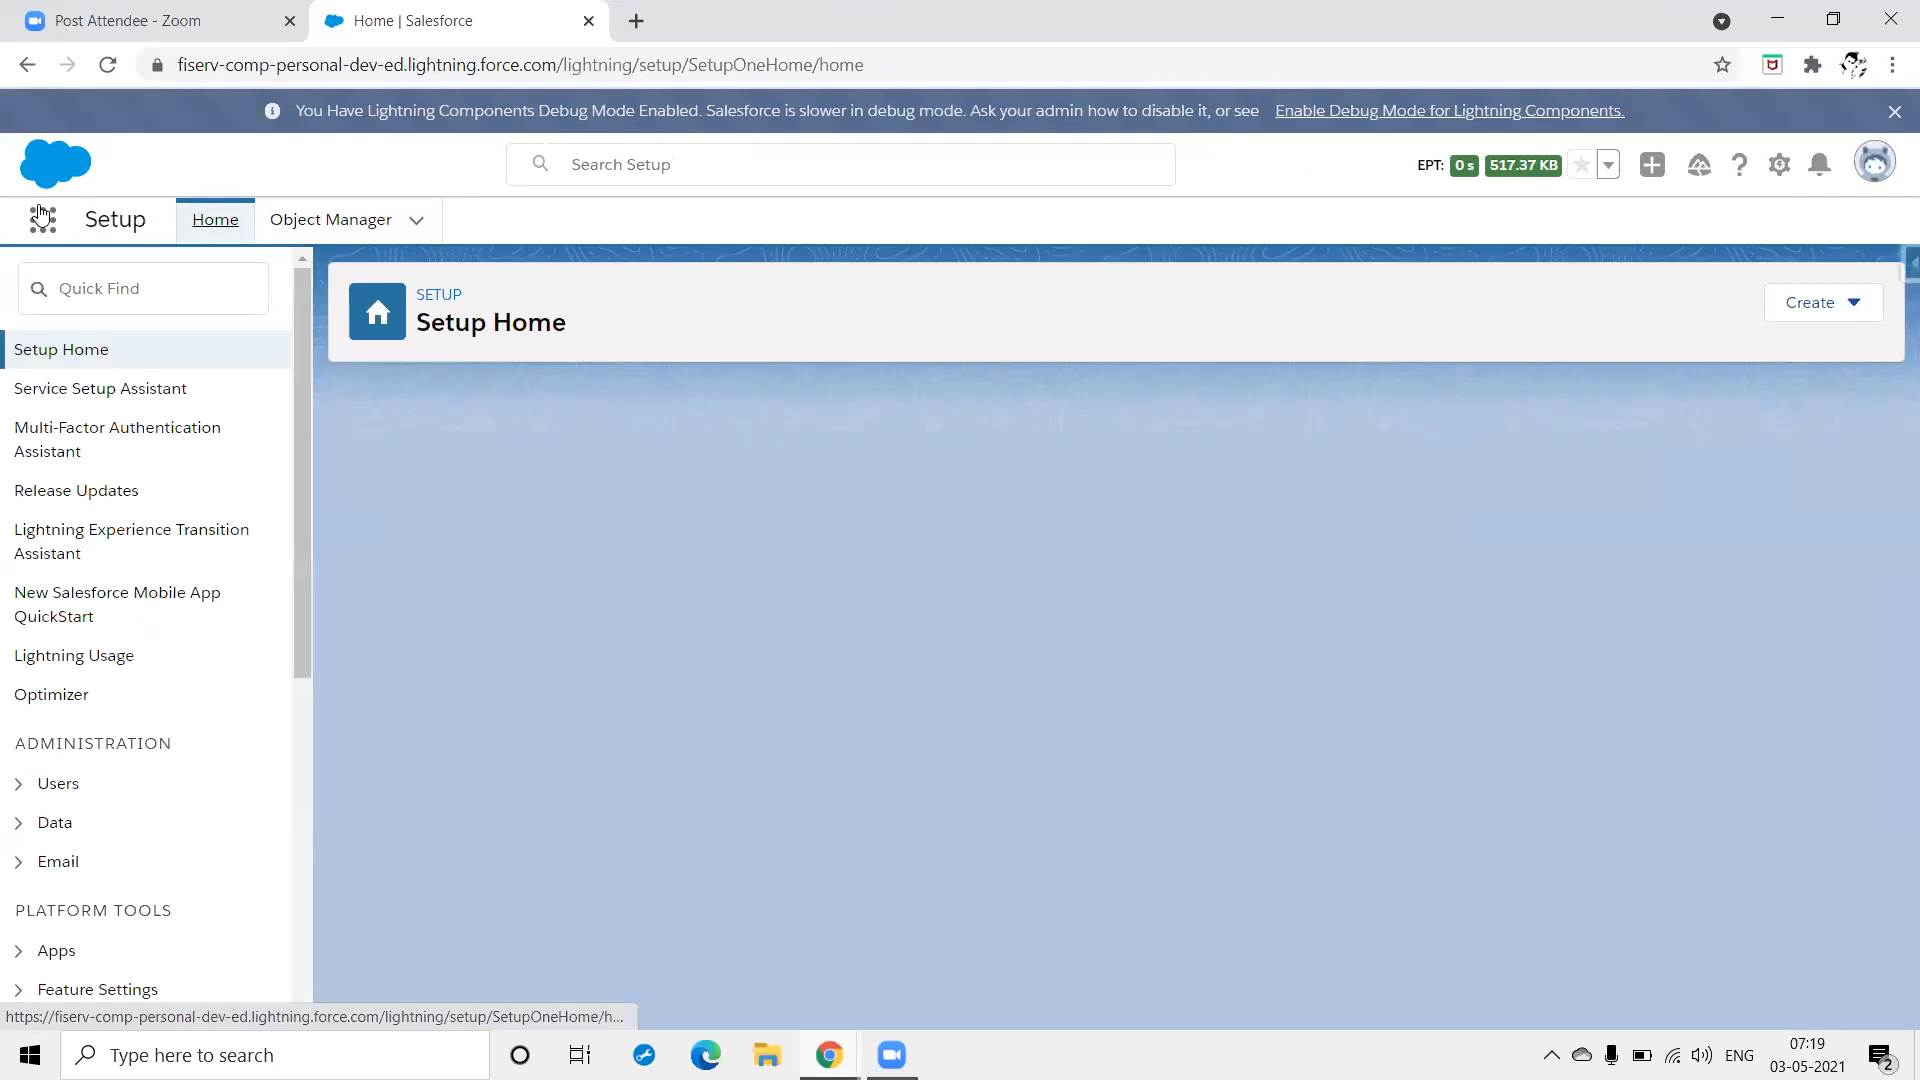 Post Attendee - Zoom
Home | Salesforce
fiserv-comp-personal-dev-ed.lightning.force.com/lightning/setup/SetupOneHome/home
You Have Lightning Components Debug Mode Enabled. Salesforce is slower in debug mode. Ask your admin how to disable it, or see Enable Debug Mode for Lightning Components.
Search Setup
EPT: 0 s 517.37 KB
Setup Home Object Manager
Quick Find
SETUP
Setup Home
Create
Setup Home
Service Setup Assistant
Multi-Factor Authentication
Assistant
Release Updates
Lightning Experience Transition
Assistant
New Salesforce Mobile App
QuickStart
Lightning Usage
Optimizer
ADMINISTRATION
Users
Data
Email
PLATFORM TOOLS
Apps
Feature Settings
https://fiserv-comp-personal-dev-ed.lightning.force.com/lightning/setup/SetupOneHome/h...
Type here to search
ENG
07:19
03-05-2021
2